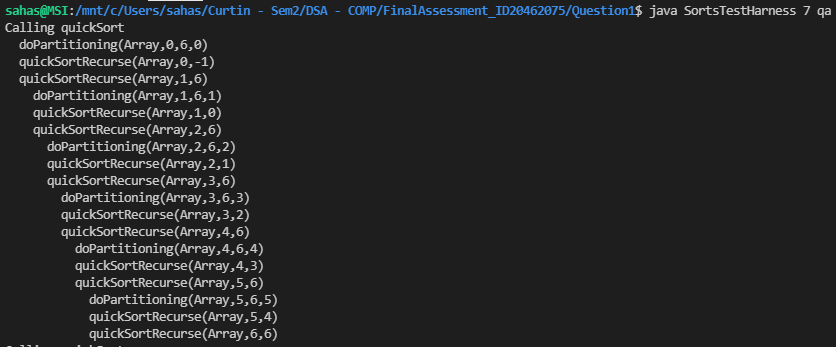 sahas@MSI:/mnt/c/Users/sahas/Curtin - Sem2/DSA - COMP/FinalAssessment_ID20462075/Question1$ java SortsTestHarness 7 qa
Calling quickSort
  doPartitioning(Array,0,6,0)
  quickSortRecurse(Array,0,-1)
  quickSortRecurse(Array,1,6)
    doPartitioning(Array,1,6,1)
    quickSortRecurse(Array,1,0)
    quickSortRecurse(Array,2,6)
      doPartitioning(Array,2,6,2)
      quickSortRecurse(Array,2,1)
      quickSortRecurse(Array,3,6)
        doPartitioning(Array,3,6,3)
        quickSortRecurse(Array,3,2)
        quickSortRecurse(Array,4,6)
          doPartitioning(Array,4,6,4)
          quickSortRecurse(Array,4,3)
          quickSortRecurse(Array,5,6)
            doPartitioning(Array,5,6,5)
            quickSortRecurse(Array,5,4)
            quickSortRecurse(Array,6,6)